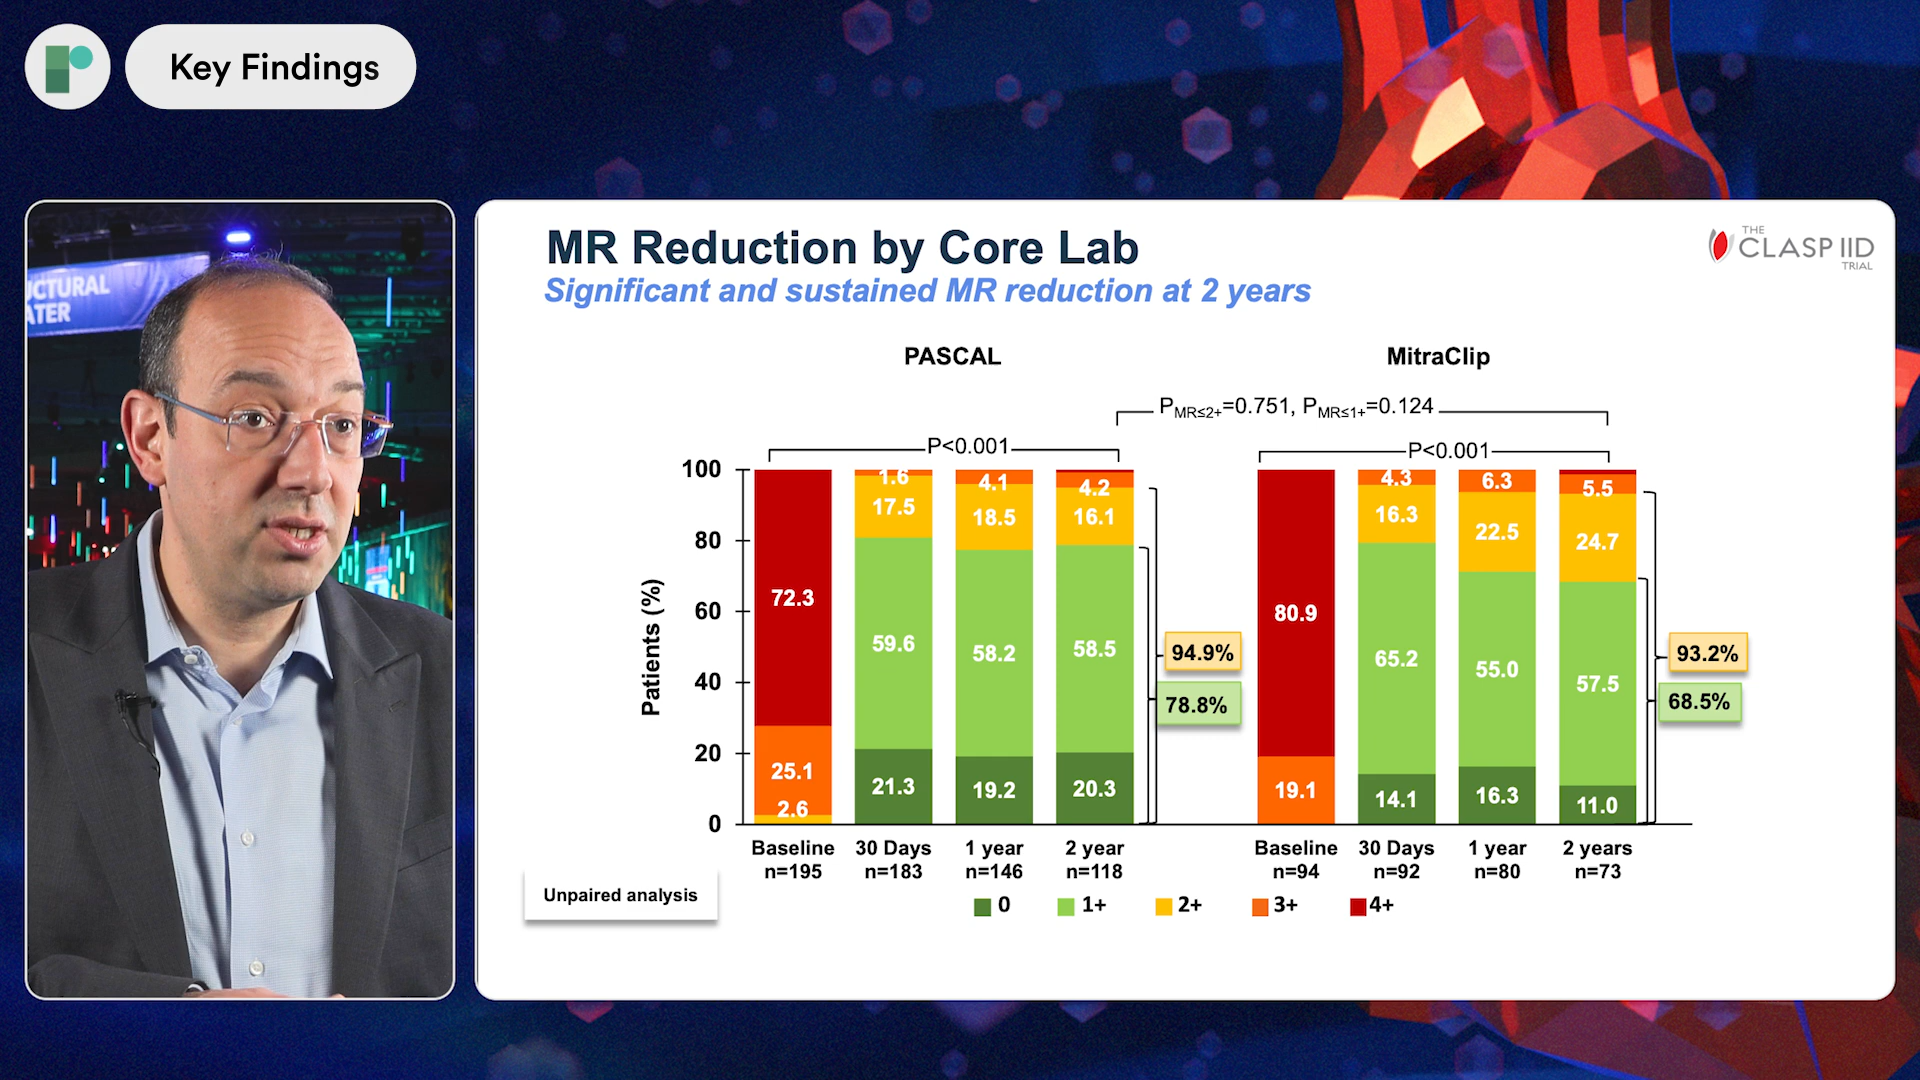 Key Findings
UCTURAL
ATER
MR Reduction by Core Lab
Significant and sustained MR reduction at 2 years
THE
CLASP IID
TRIAL
PASCAL
MitraClip
PMR≤2+=0.751, PMR≤1+=0.124
P<0.001
P<0.001
Patients (%)
100
80
60
40
20
0
72.3
25.1
2.6
1.6
17.5
59.6
21.3
4.1
18.5
58.2
19.2
4.2
16.1
58.5
20.3
94.9%
78.8%
80.9
19.1
4.3
16.3
65.2
14.1
6.3
22.5
55.0
16.3
5.5
24.7
57.5
11.0
93.2%
68.5%
Baseline 30 Days 1 year 2 year
n=195 n=183 n=146 n=118
Baseline 30 Days 1 year 2 years
n=94 n=92 n=80 n=73
Unpaired analysis
0 1+ 2+ 3+ 4+